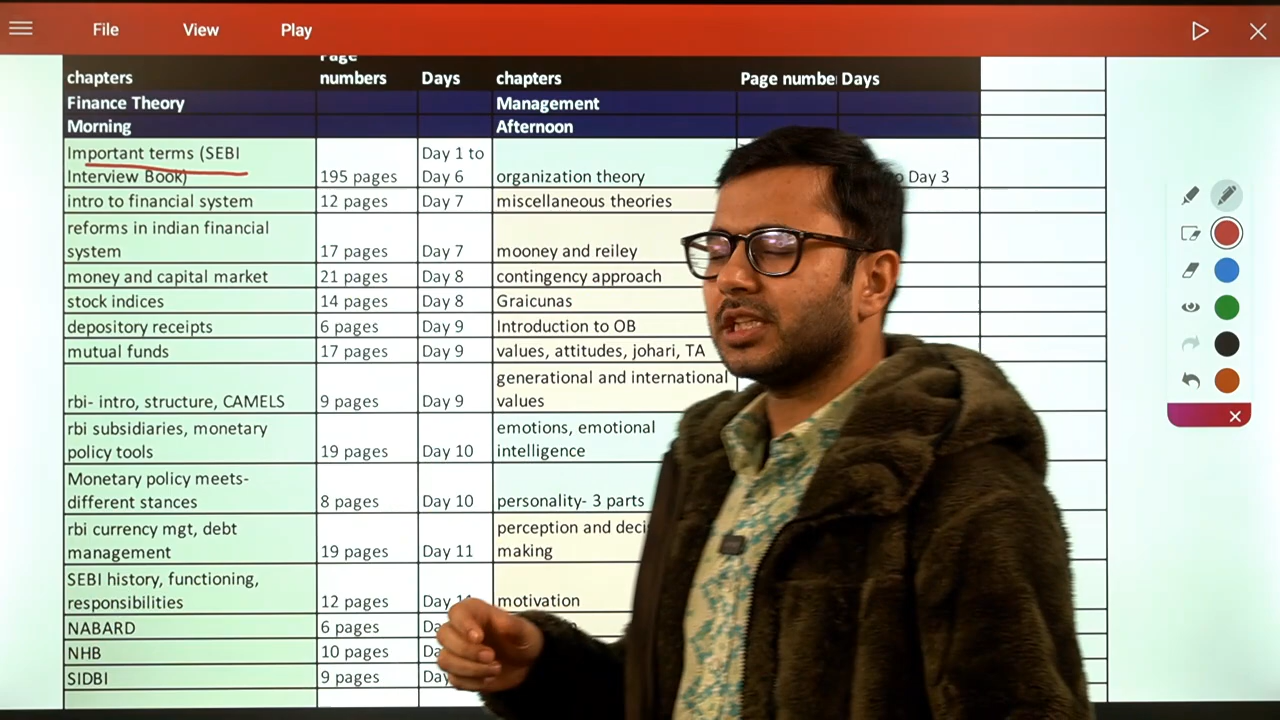 File View Play
chapters Page numbers Days chapters Page numbe Days
Finance Theory Management
Morning Afternoon
Important terms (SEBI Interview Book) 195 pages Day 1 to Day 6 organization theory Day 3
intro to financial system 12 pages Day 7 miscellaneous theories
reforms in indian financial system 17 pages Day 7 mooney and reiley
money and capital market 21 pages Day 8 contingency approach
stock indices 14 pages Day 8 Graicunas
depository receipts 6 pages Day 9 Introduction to OB
mutual funds 17 pages Day 9 values, attitudes, johari, TA
rbi- intro, structure, CAMELS 9 pages Day 9 generational and international values
rbi subsidiaries, monetary policy tools 19 pages Day 10 emotions, emotional intelligence
Monetary policy meets- different stances 8 pages Day 10 personality- 3 parts
rbi currency mgt, debt management 19 pages Day 11 perception and making
SEBI history, functioning, responsibilities 12 pages Day motivation
NABARD 6 pages
NHB 10 pages
SIDBI 9 pages